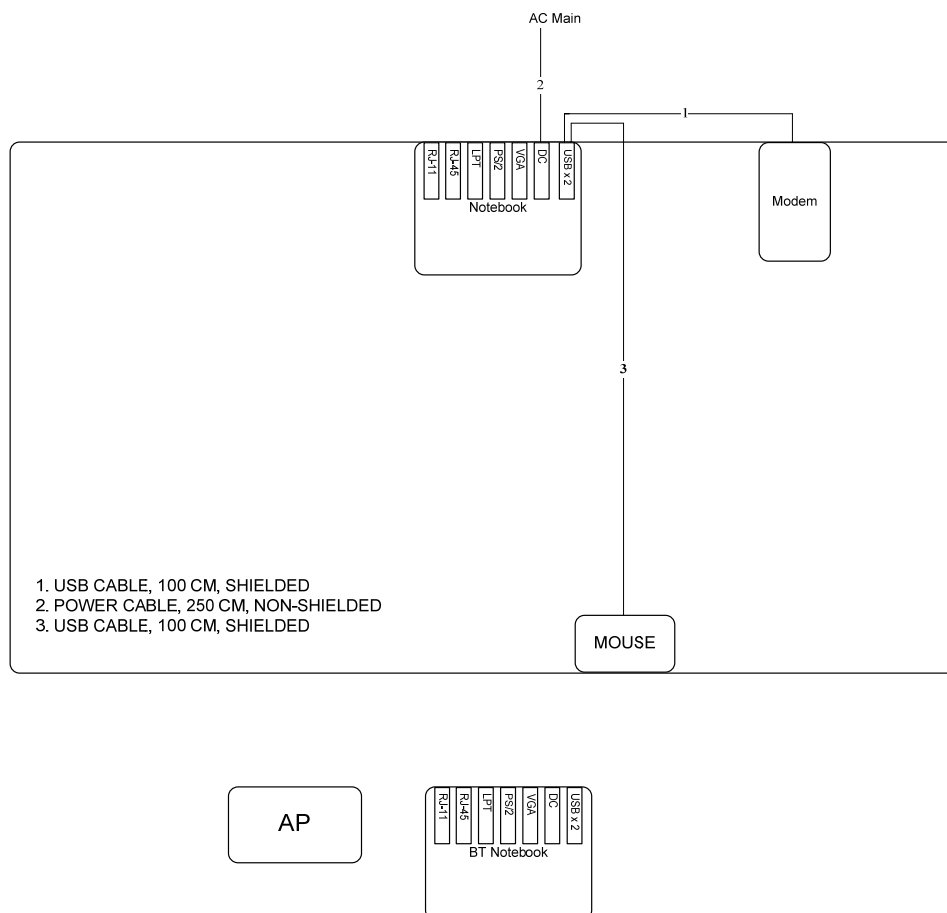 AC Main
2
1
RJ-11
RJ-45
LPT
PS/2
VGA
DC
USB x 2
Notebook
Modem
3
1. USB CABLE, 100 CM, SHIELDED
2. POWER CABLE, 250 CM, NON-SHIELDED
3. USB CABLE, 100 CM, SHIELDED
MOUSE
AP
RJ-11
RJ-45
LPT
PS/2
VGA
DC
USB x 2
BT Notebook